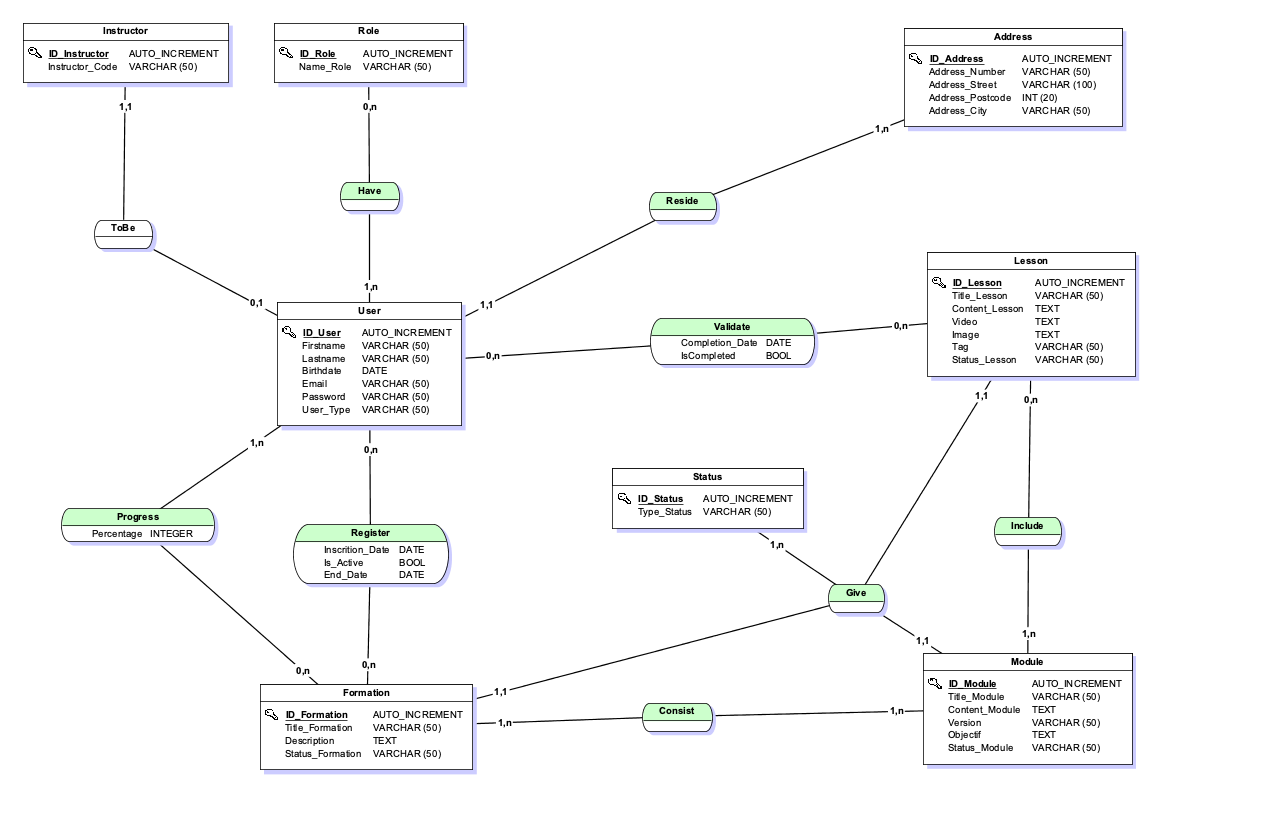 Instructor
ID_Instructor AUTO_INCREMENT
Instructor_Code VARCHAR (50)
Role
ID_Role AUTO_INCREMENT
Name_Role VARCHAR (50)
Address
ID_Address AUTO_INCREMENT
Address_Number VARCHAR (50)
Address_Street VARCHAR (100)
Address_Postcode INT (20)
Address_City VARCHAR (50)
1,1
0,n
1,n
Have
Reside
ToBe
0,1
1,n
1,1
Lesson
ID_Lesson AUTO_INCREMENT
Title_Lesson VARCHAR (50)
Content_Lesson TEXT
Video TEXT
Image TEXT
Tag VARCHAR (50)
Status_Lesson VARCHAR (50)
User
ID_User AUTO_INCREMENT
Firstname VARCHAR (50)
Lastname VARCHAR (50)
Birthdate DATE
Email VARCHAR (50)
Password VARCHAR (50)
User_Type VARCHAR (50)
0,n
Validate
Completion_Date DATE
IsCompleted BOOL
0,n
1,1
0,n
1,n
0,n
Status
ID_Status AUTO_INCREMENT
Type_Status VARCHAR (50)
Progress
Percentage INTEGER
Register
Inscrition_Date DATE
Is_Active BOOL
End_Date DATE
Include
1,n
Give
0,n
0,n
1,1
1,1
1,n
Formation
ID_Formation AUTO_INCREMENT
Title_Formation VARCHAR (50)
Description TEXT
Status_Formation VARCHAR (50)
1,n
Consist
1,n
Module
ID_Module AUTO_INCREMENT
Title_Module VARCHAR (50)
Content_Module TEXT
Version VARCHAR (50)
Objectif TEXT
Status_Module VARCHAR (50)